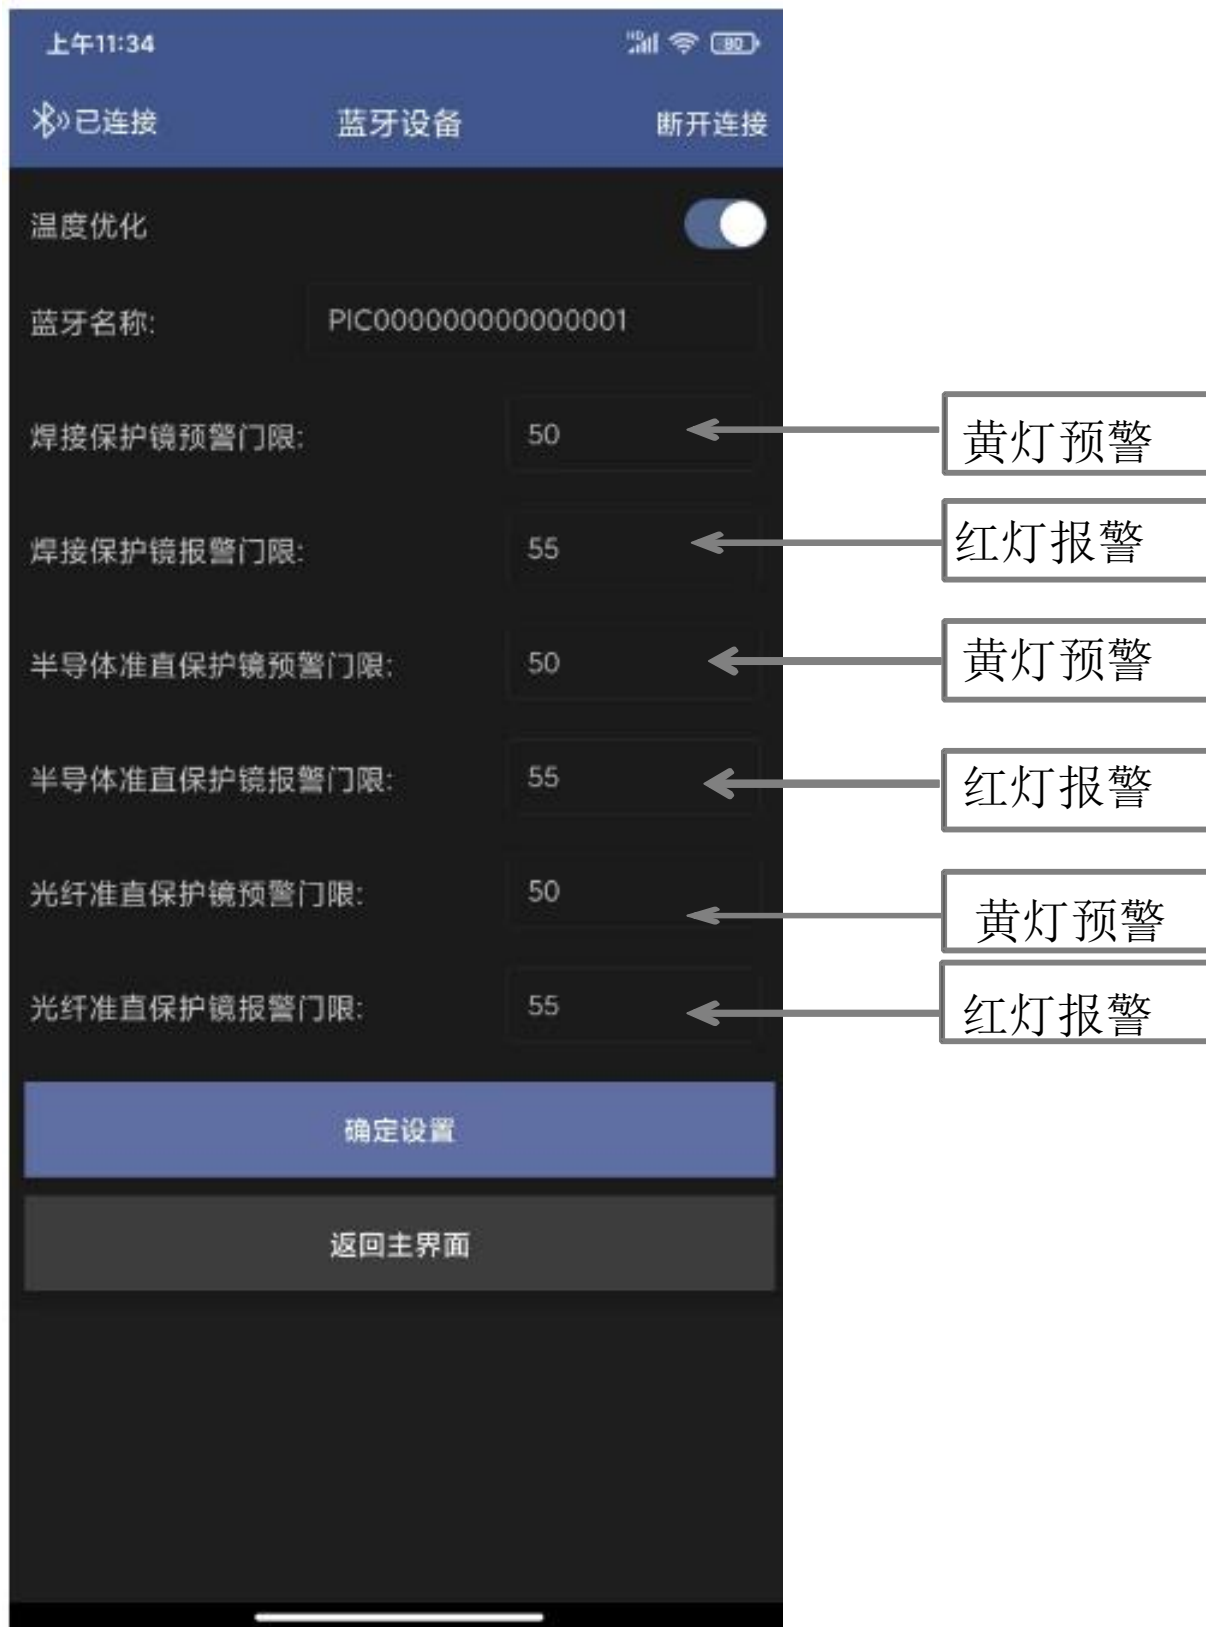 上午11:34
HD 80
已连接 蓝牙设备 断开连接
温度优化
蓝牙名称: PIC000000000000001
焊接保护镜预警门限: 50 黄灯预警
焊接保护镜报警门限: 55 红灯报警
半导体准直保护镜预警门限: 50 黄灯预警
半导体准直保护镜报警门限: 55 红灯报警
光纤准直保护镜预警门限: 50 黄灯预警
光纤准直保护镜报警门限: 55 红灯报警
确定设置
返回主界面